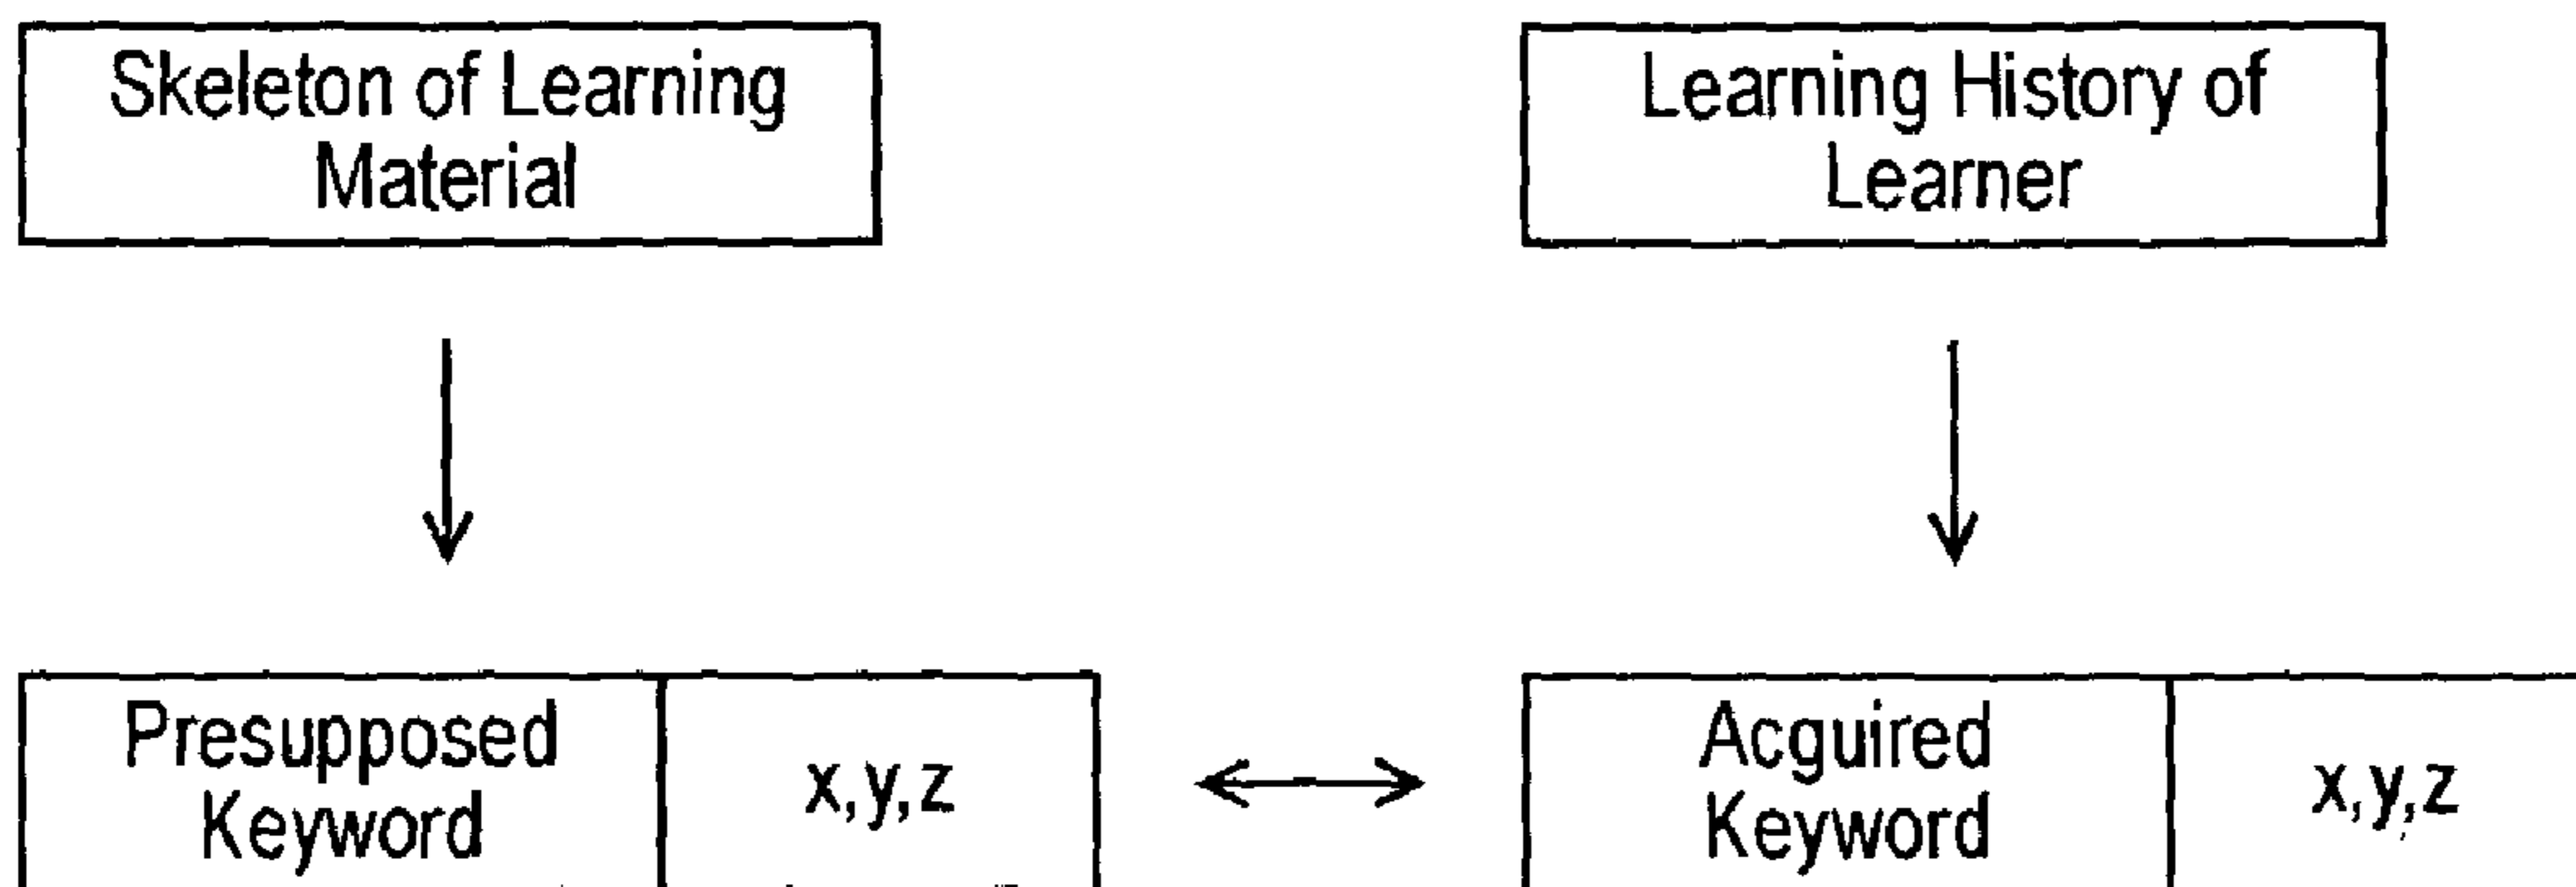 Skeleton of Learning
Material
Learning History of
Learner
Presupposed
Keyword
x,y,z
Acguired
Keyword
x,y,z